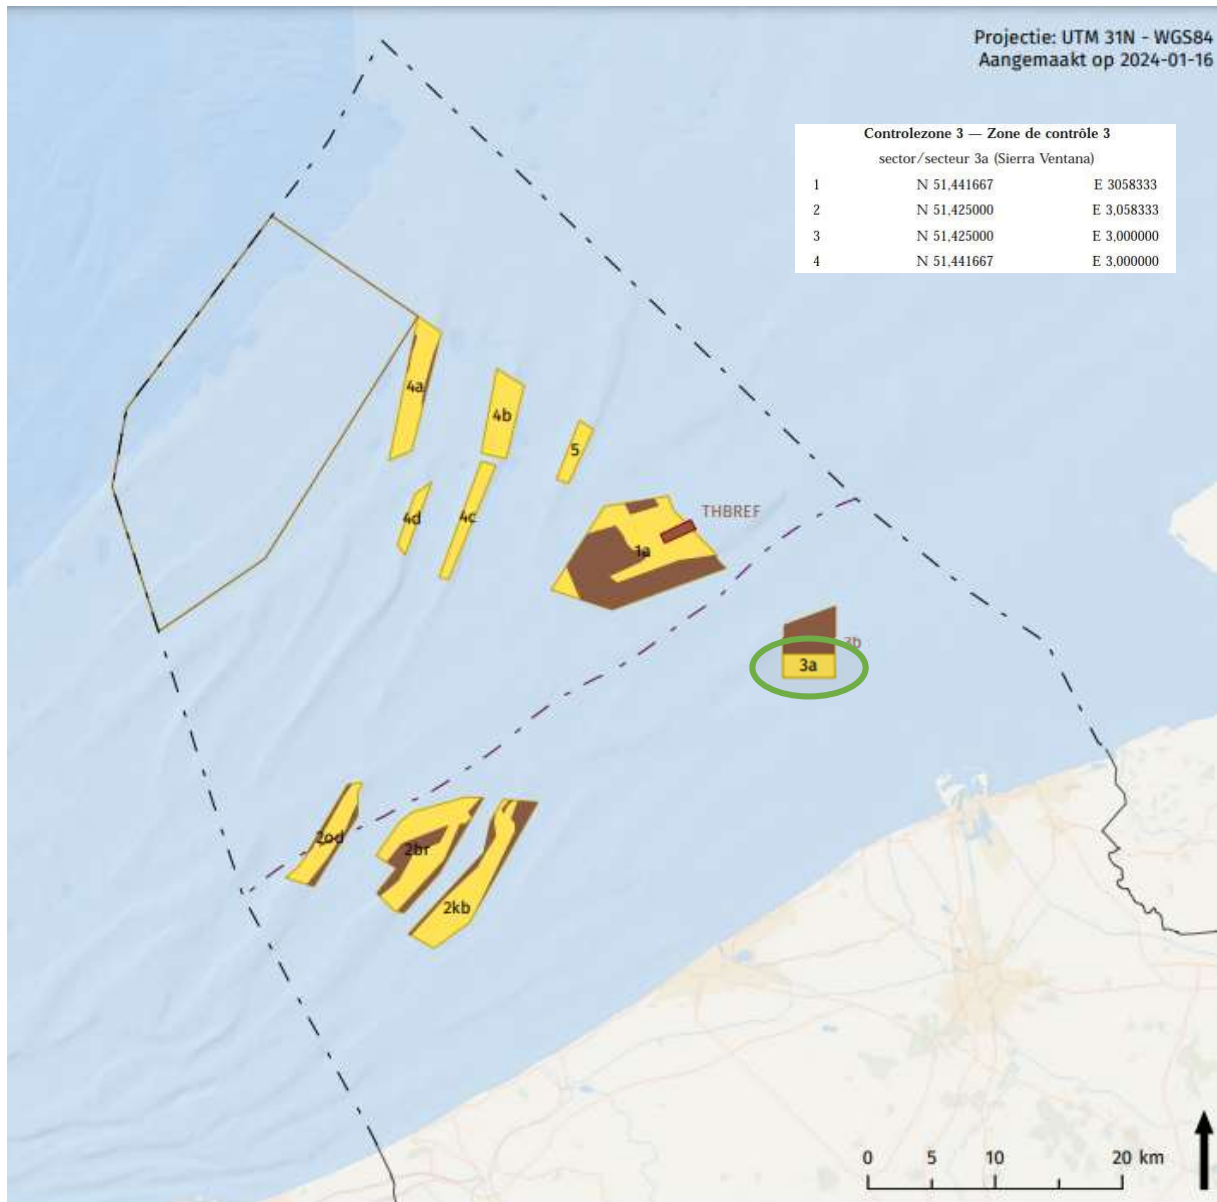 Projectie: UTM 31N - WGS84
Aangemaakt op 2024-01-16
Controlezone 3 — Zone de contrôle 3
sector/secteur 3a (Sierra Ventana)
1 N 51,441667 E 3058333
2 N 51,425000 E 3,058333
3 N 51,425000 E 3,000000
4 N 51,441667 E 3,000000
4a
4b
5
4d
4c
THBREF
1a
3b
3a
2od
2br
2kb
0 5 10 20 km